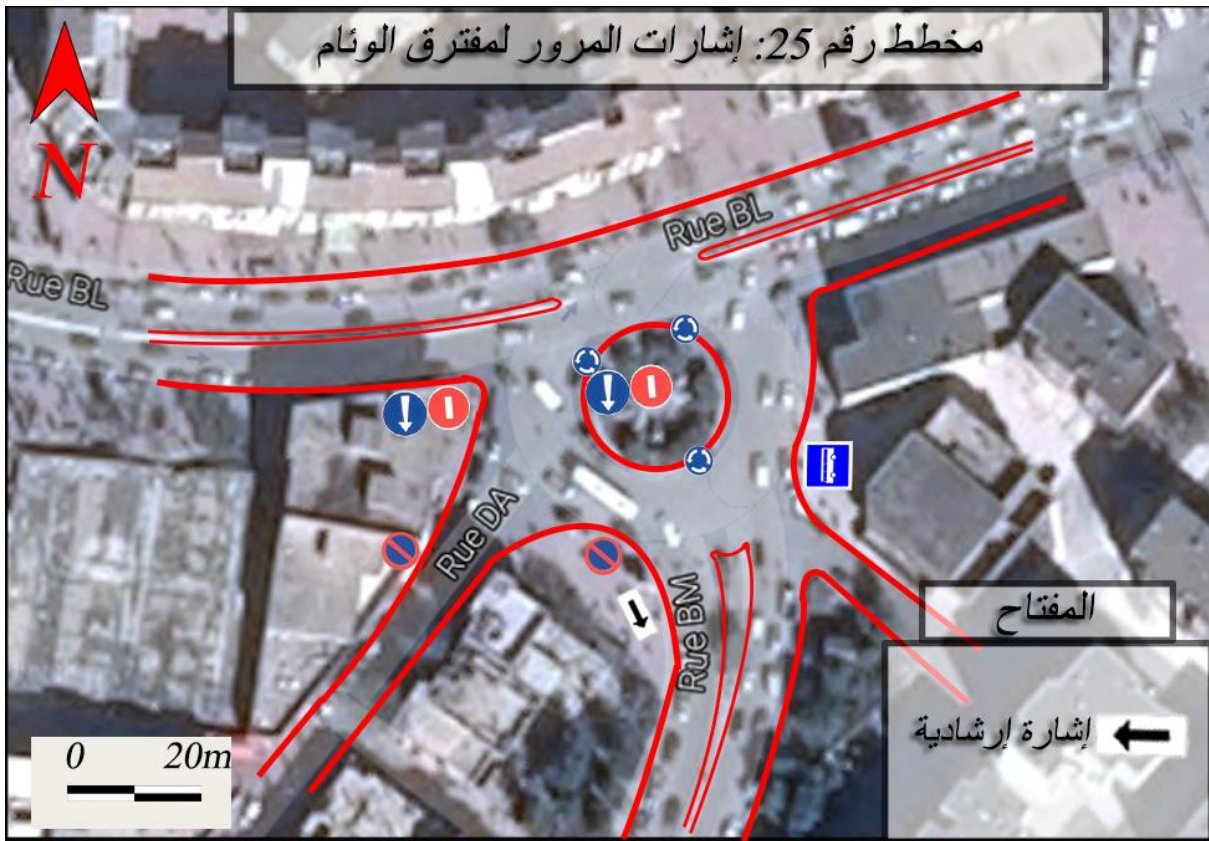 مخطط رقم 25: إشارات المرور لمفترق الوئام
N
Rue BL
Rue BL
Rue DA
Rue BM
المفتاح
إشارة إرشادية
0 20m